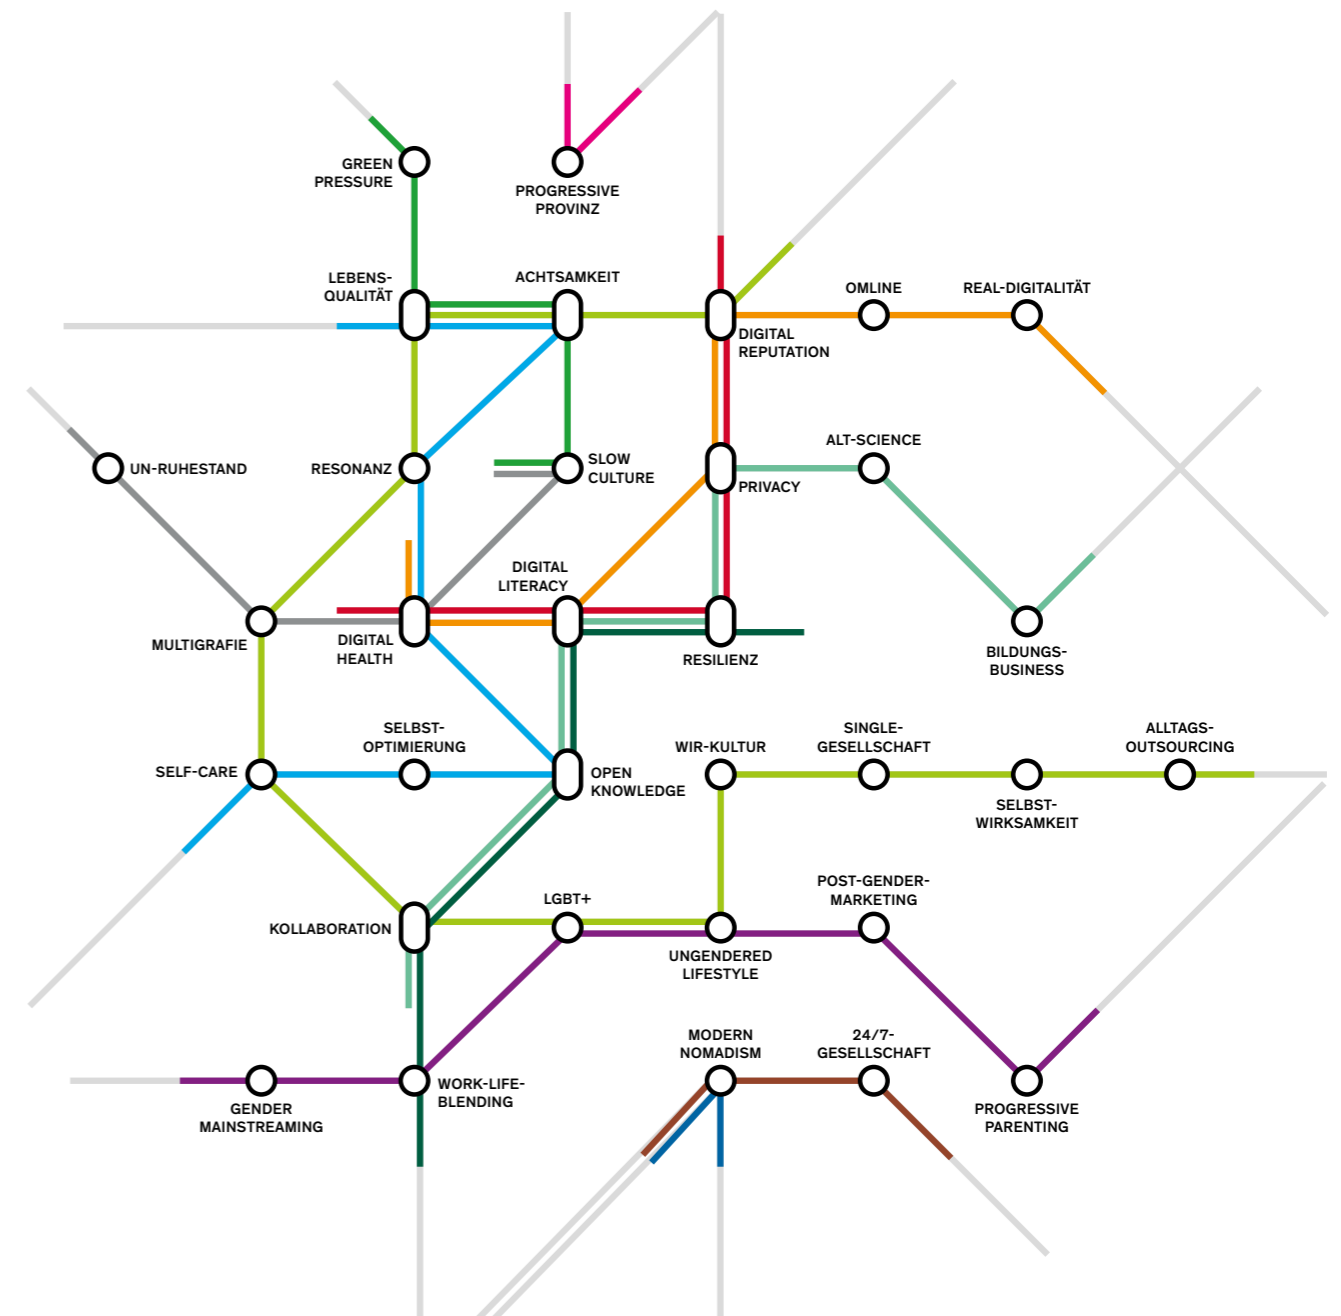 GREEN
PRESSURE
PROGRESSIVE
PROVINZ
LEBENS-
QUALITÄT
ACHTSAMKEIT
DIGITAL
REPUTATION
OMLINE
REAL-DIGITALITÄT
UN-RUHESTAND
RESONANZ
SLOW
CULTURE
PRIVACY
ALT-SCIENCE
MULTIGRAFIE
DIGITAL
HEALTH
DIGITAL
LITERACY
RESILIENZ
BILDUNGS-
BUSINESS
SELF-CARE
SELBST-
OPTIMIERUNG
OPEN
KNOWLEDGE
WIR-KULTUR
SINGLE-
GESELLSCHAFT
SELBST-
WIRKSAMKEIT
ALLTAGS-
OUTSOURCING
KOLLABORATION
LGBT+
UNGENDERED
LIFESTYLE
POST-GENDER-
MARKETING
GENDER
MAINSTREAMING
WORK-LIFE-
BLENDING
MODERN
NOMADISM
24/7-
GESELLSCHAFT
PROGRESSIVE
PARENTING